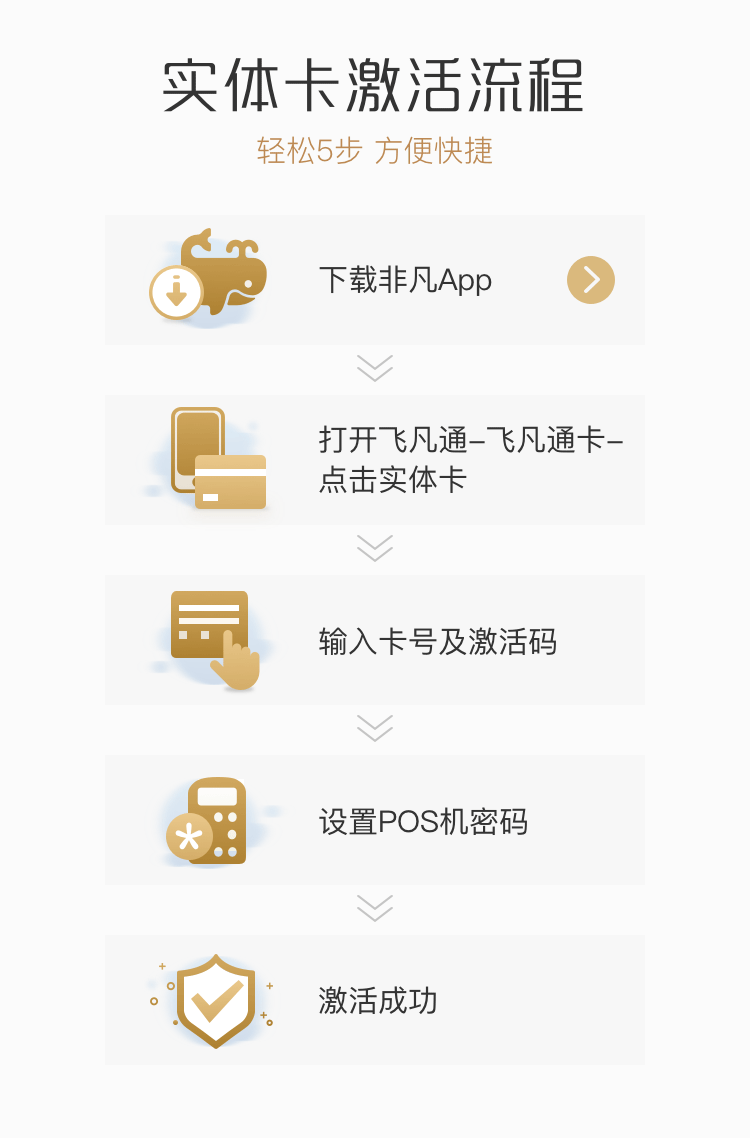 实体卡激活流程
轻松5步 方便快捷
下载非凡App
打开飞凡通–飞凡通卡–
点击实体卡
输入卡号及激活码
设置POS机密码
激活成功